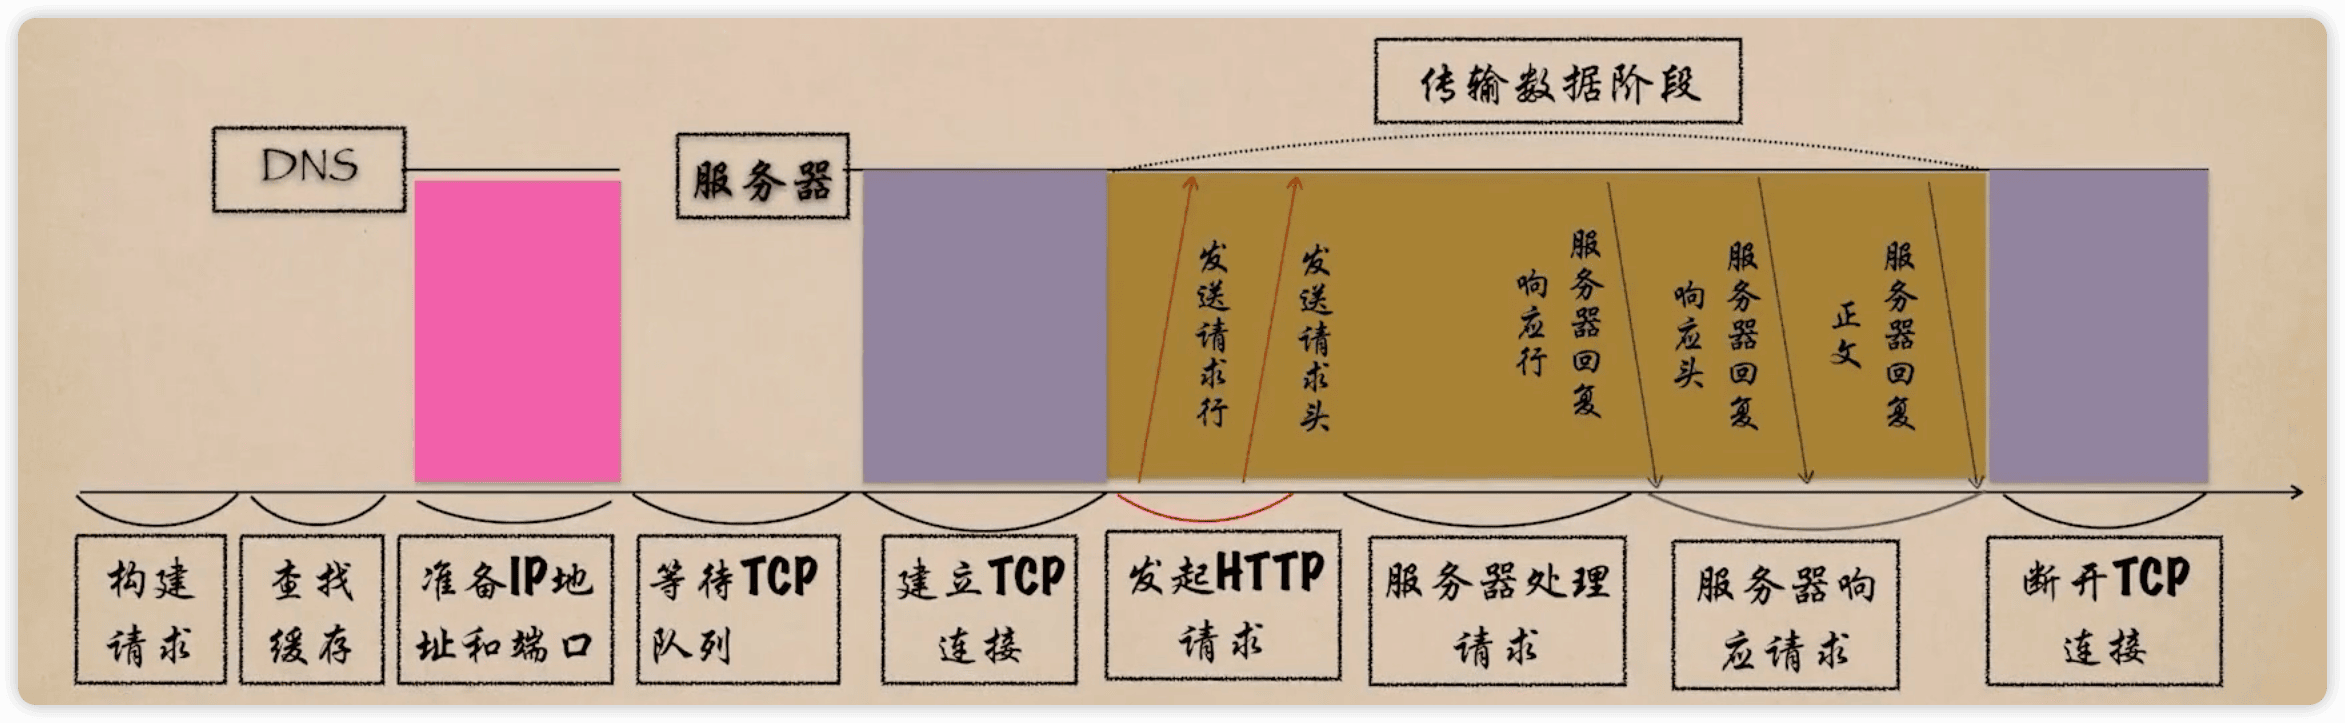 传输数据阶段
DNS
服务器
发送请求行
发送请求头
服务器回复
响应行
服务器回复
响应头
服务器回复
正文
构建
请求
查找
缓存
准备IP地
址和端口
等待TCP
队列
建立TCP
连接
发起HTTP
请求
服务器处理
请求
服务器响
应请求
断开TCP
连接